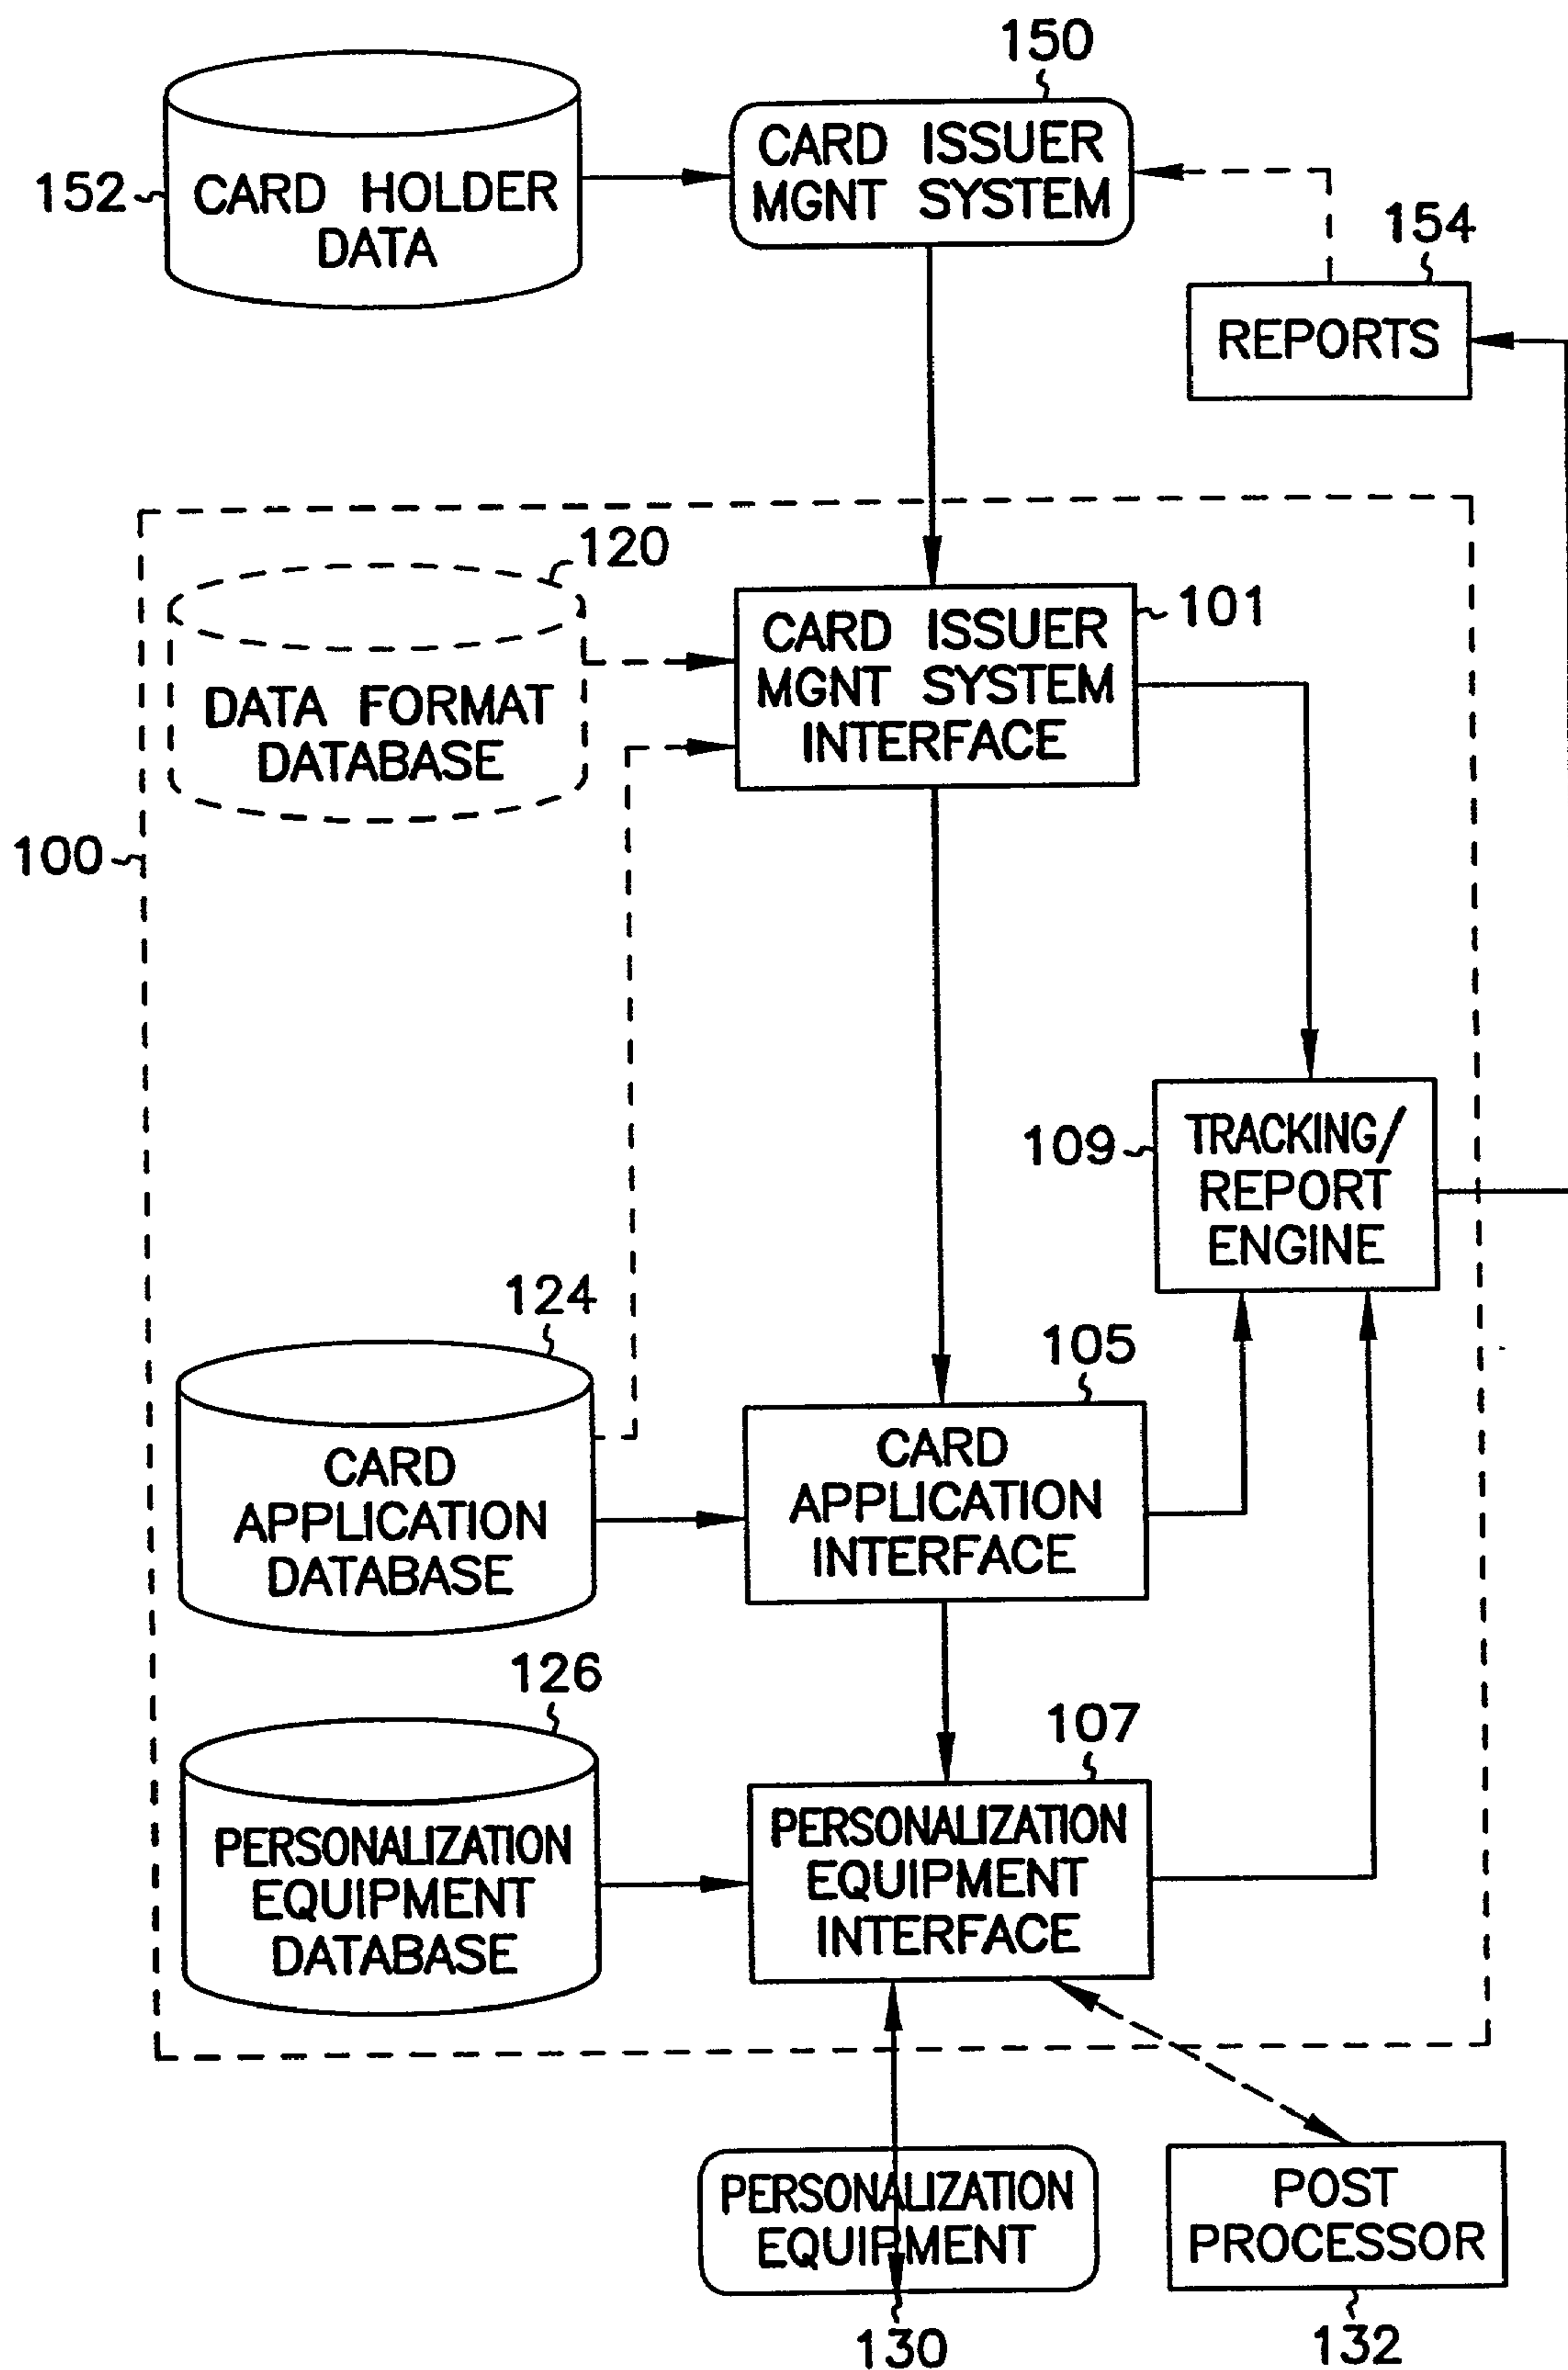 150
CARD ISSUER
MGNT SYSTEM
152
CARD HOLDER
DATA
154
REPORTS
120
DATA FORMAT
DATABASE
101
CARD ISSUER
MGNT SYSTEM
INTERFACE
100
109
TRACKING/
REPORT
ENGINE
124
CARD
APPLICATION
DATABASE
105
CARD
APPLICATION
INTERFACE
126
PERSONALIZATION
EQUIPMENT
DATABASE
107
PERSONALIZATION
EQUIPMENT
INTERFACE
PERSONALIZATION
EQUIPMENT
130
POST
PROCESSOR
132